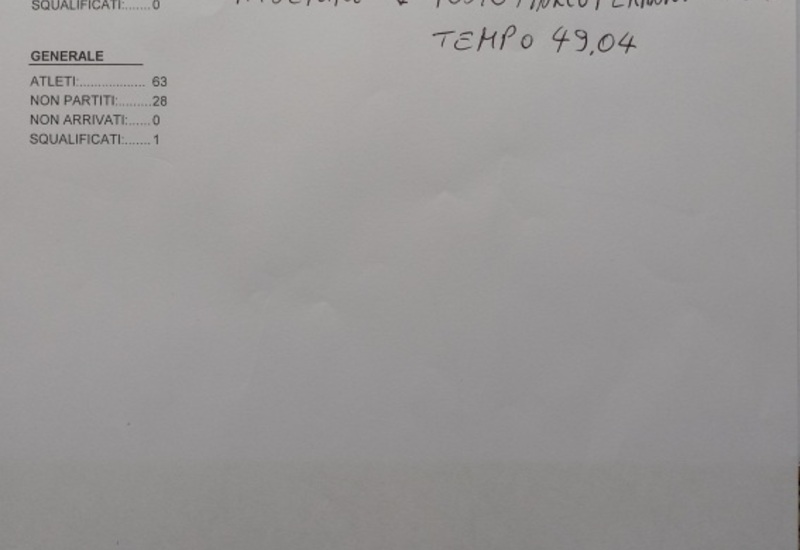 SQUALIFICATI:......0
TEMPO 49,04
GENERALE
ATLETI:.................. 63
NON PARTITI:.........28
NON ARRIVATI:......0
SQUALIFICATI:....... 1